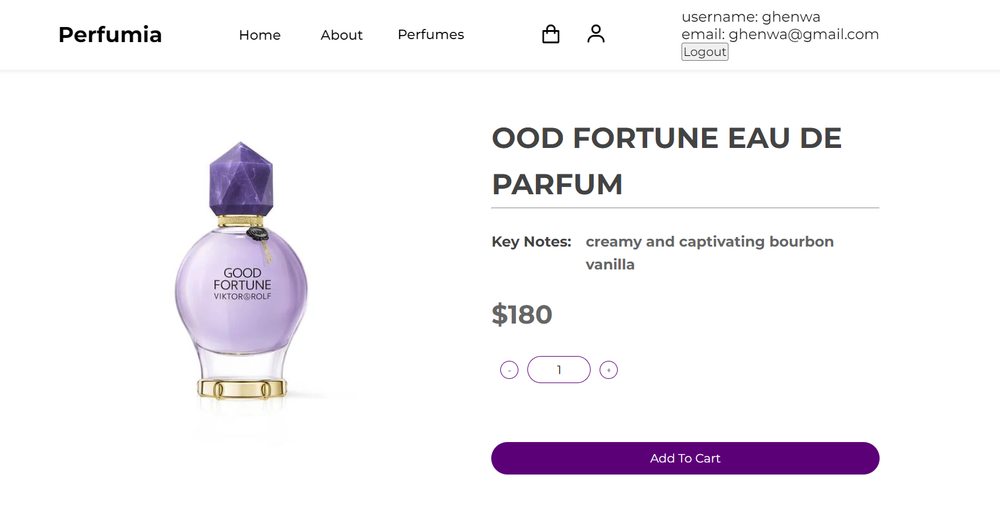 Perfumia
Home
About
Perfumes
username: ghenwa
email: ghenwa@gmail.com
Logout
GOOD
FORTUNE
VIKTOR&ROLF
OOD FORTUNE EAU DE
PARFUM
Key Notes: creamy and captivating bourbon
vanilla
$180
- 1 +
Add To Cart